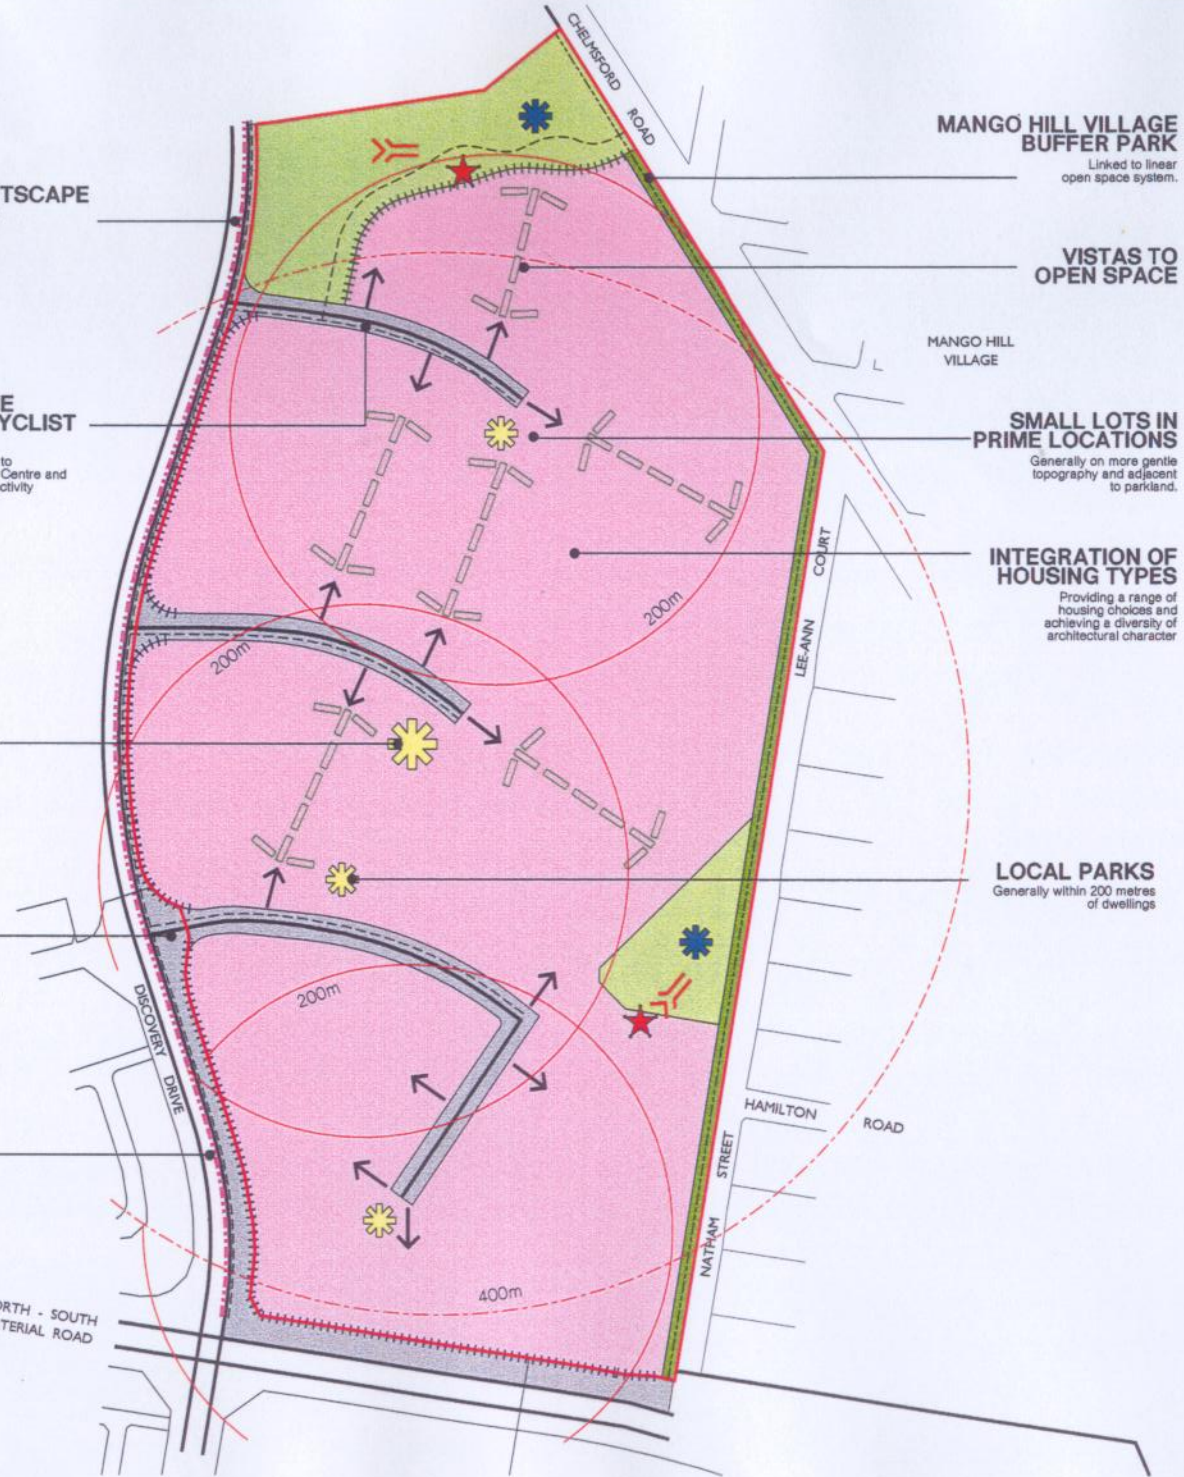 CHELMSFORD
ROAD
MANGO HILL VILLAGE
BUFFER PARK
Linked to linear
open space system.
TSCAPE
VISTAS TO
OPEN SPACE
MANGO HILL
VILLAGE
E
YCLIST
to
Centre and
ctivity
SMALL LOTS IN
PRIME LOCATIONS
Generally on more gentle
topography and adjacent
to parkland.
COURT
INTEGRATION OF
HOUSING TYPES
Providing a range of
housing choices and
achieving a diversity of
architectural character
200m
LEE-ANN
200m
LOCAL PARKS
Generally within 200 metres
of dwellings
200m
DISCOVERY
DRIVE
HAMILTON
ROAD
STREET
NATHAM
400m
ORTH - SOUTH
TERIAL ROAD